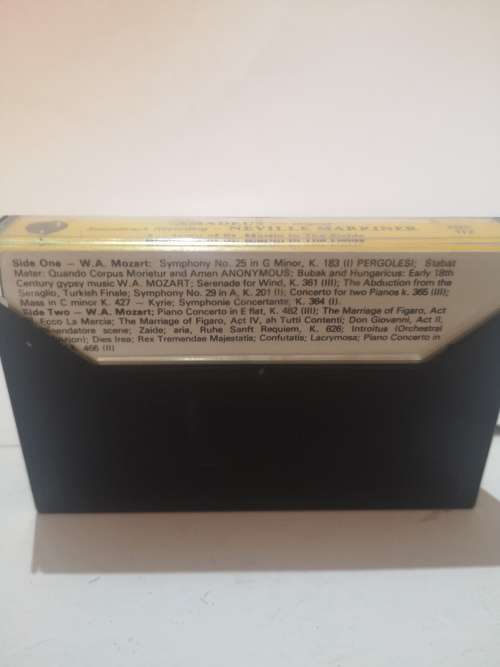 AMADEUS
NEVILLE MARRINER
Side One — W.A. Mozart: Symphony No. 25 in G Minor, K. 183 (I) PERGOLESI; Stabat
Mater: Quando Corpus Morietur and Amen ANONYMOUS; Bubak and Hungaricus: Early 18th
Century gypsy music W.A. MOZART; Serenade for Wind, K. 361 (III); The Abduction from the
Seraglio, Turkish Finale; Symphony No. 29 in A, K. 201 (I); Concerto for two Pianos k. 365 (III);
Mass in C minor K. 427 — Kyrie; Symphonie Concertante; K. 364 (I).
Side Two — W.A. Mozart; Piano Concerto in E flat, K. 482 (III); The Marriage of Figaro, Act
Ecco La Marcia; The Marriage of Figaro, Act IV, ah Tutti Contenti; Don Giovanni, Act II,
scene; Zaide; aria, Ruhe Sanft Requiem, K. 626; Introitus (Orchestral
Dies Irea; Rex Tremendae Majestatia; Confutatis; Lacrymosa; Piano Concerto in
466 (I)